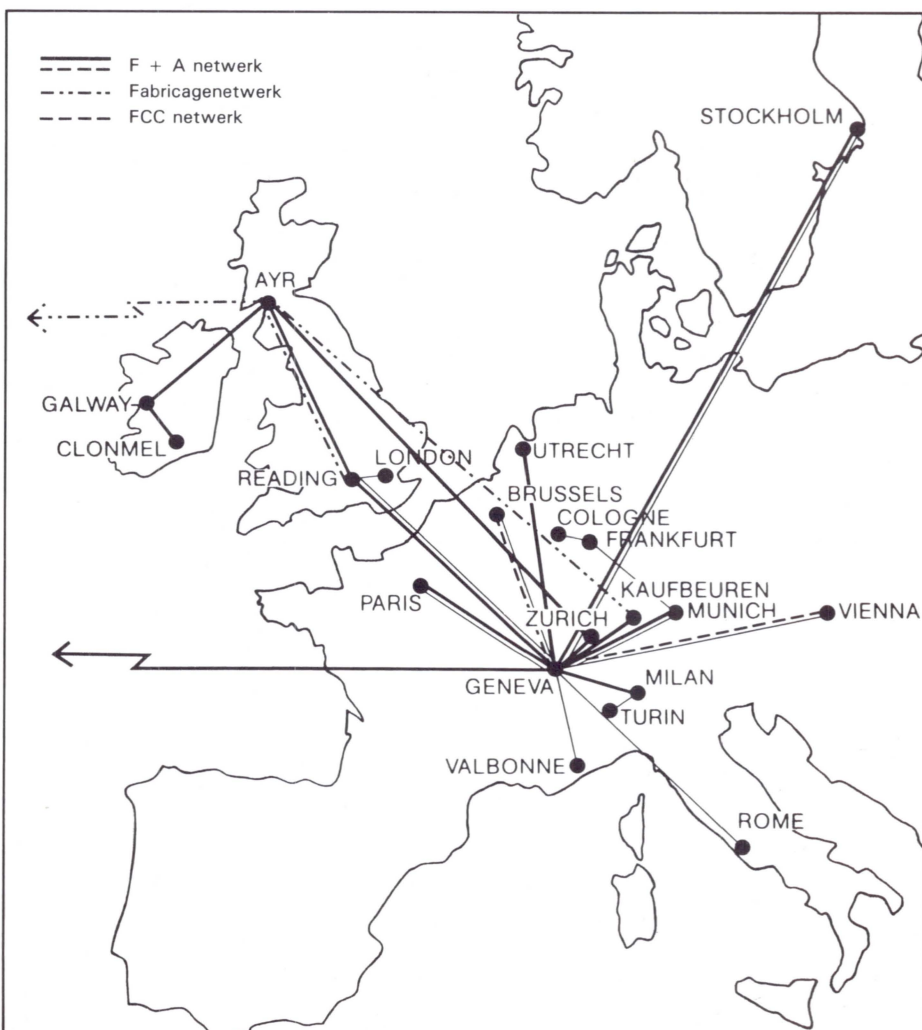 F + A netwerk
Fabricagenetwerk
FCC netwerk
STOCKHOLM
AYR
GALWAY
CLONMEL
READING
LONDON
UTRECHT
BRUSSELS
COLOGNE
FRANKFURT
PARIS
KAUFBEUREN
ZURICH
MUNICH
VIENNA
GENEVA
MILAN
TURIN
VALBONNE
ROME